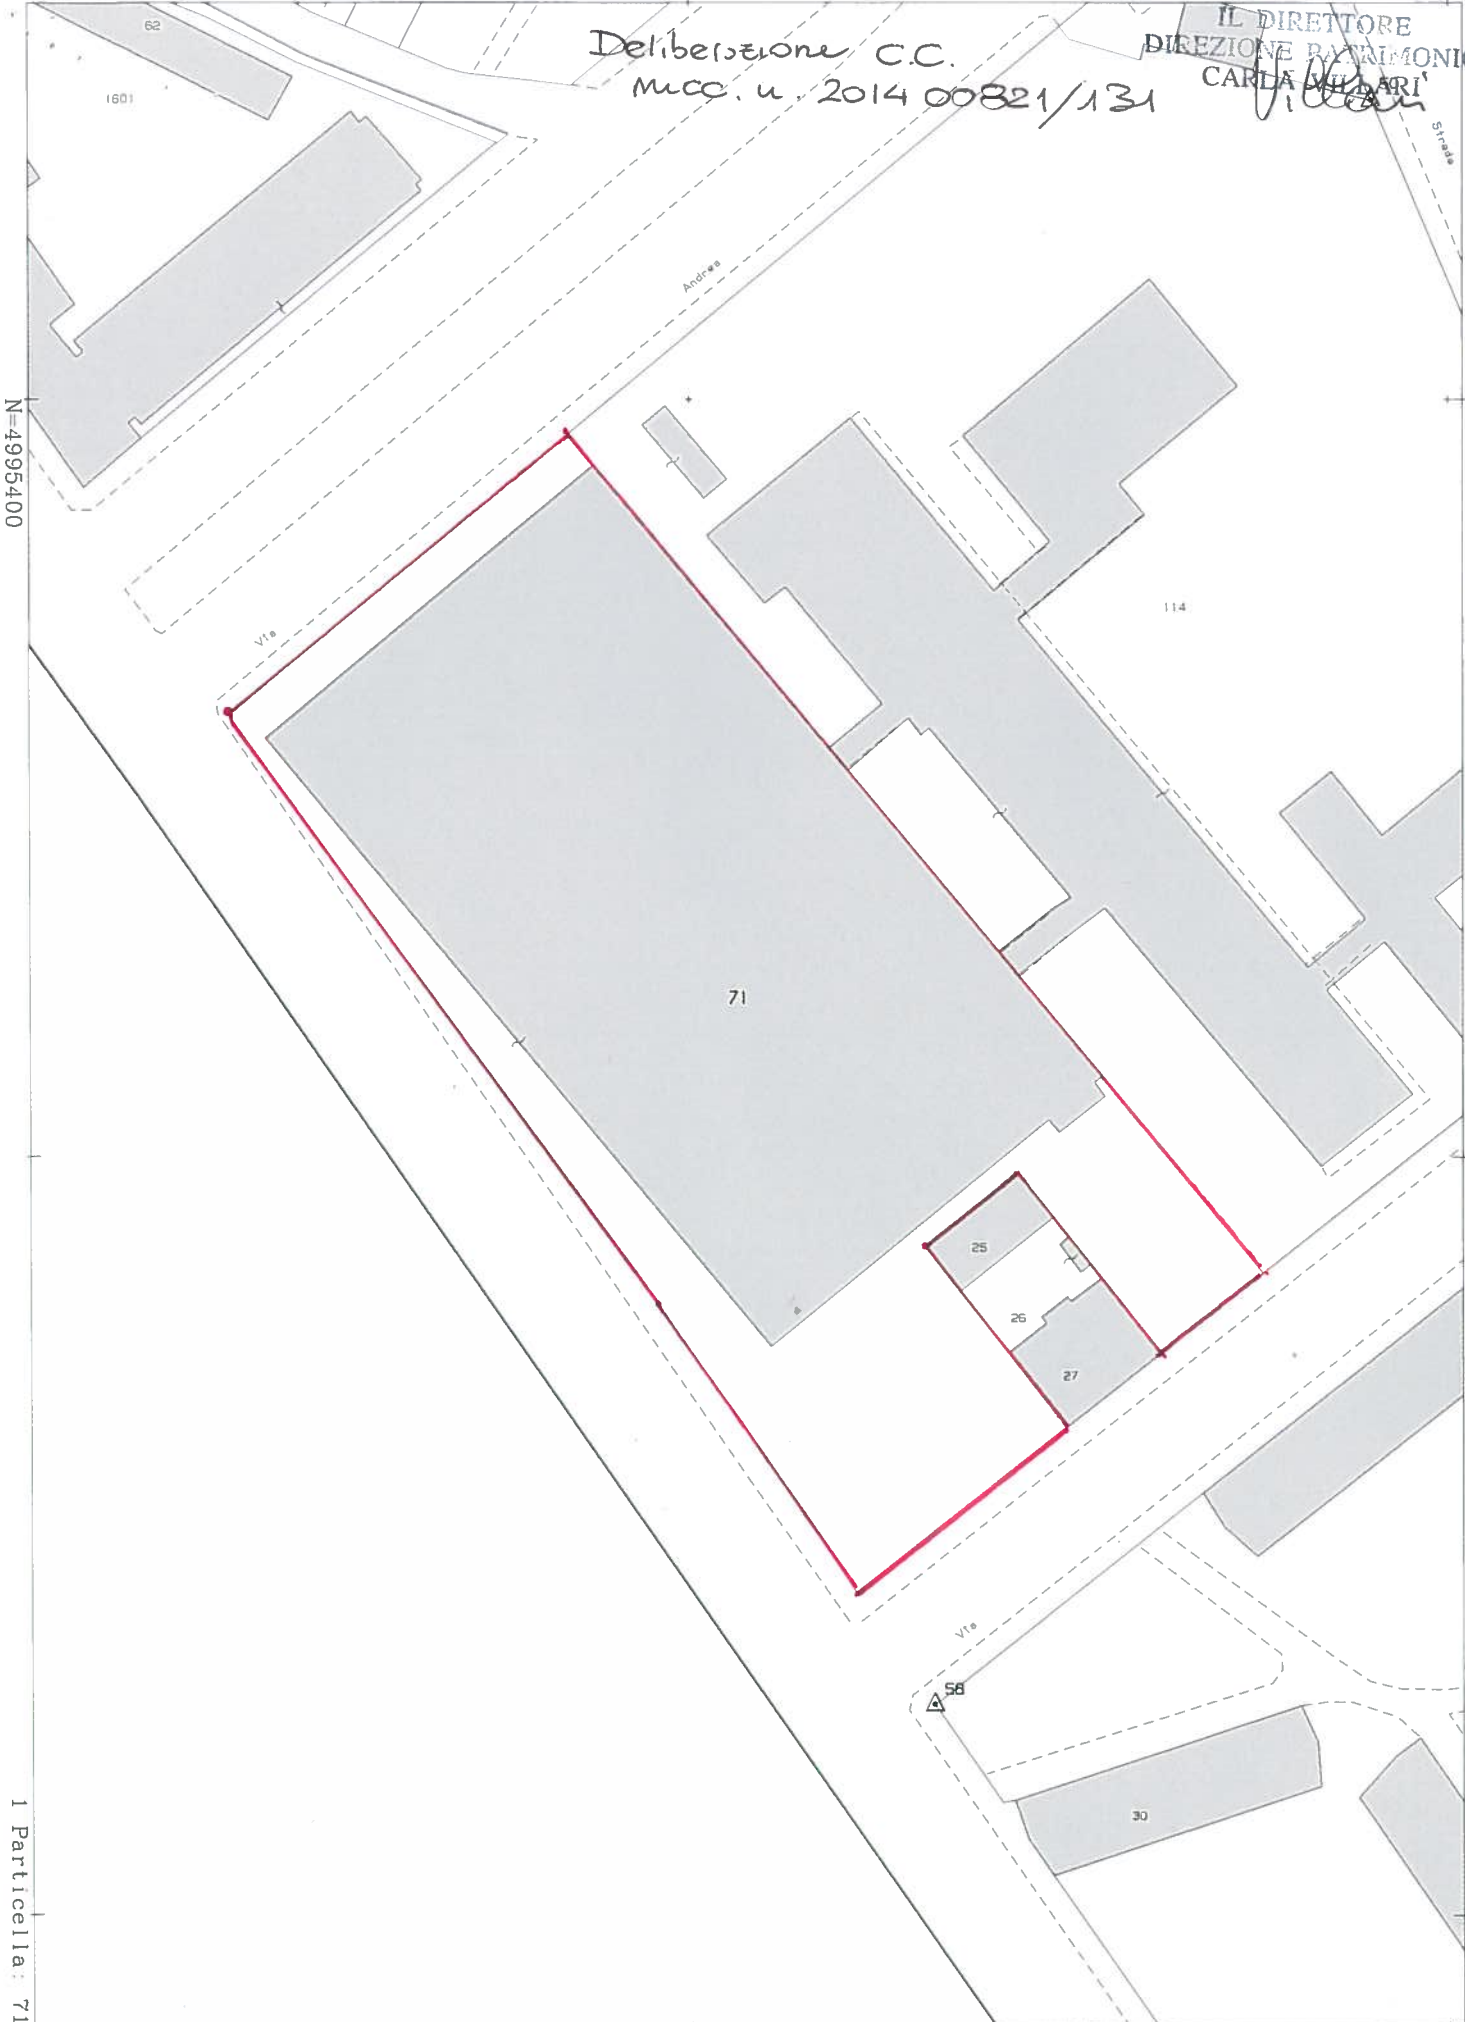 IL DIRETTORE
DIREZIONE PATRIMONIO
CARLA VILLARI
Deliberazione C.C.
mecc. n. 2014 00821/131
62
1601
Strada
Andrea
114
N=4995400
Via
71
25
26
27
Via
58
30
1 Particella: 71